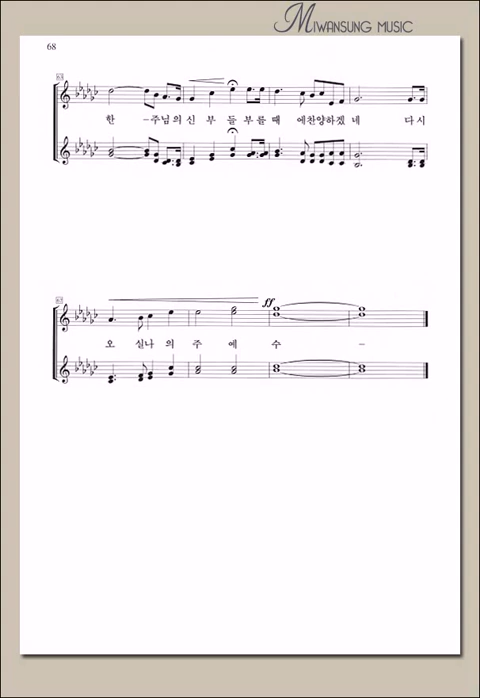 MIWANSUNG MUSIC
68
63
한 - 주님의 신 부 들 부를 때 예찬양하겠 네 다시
67
ff
오 실 나 의 주 예 수 -